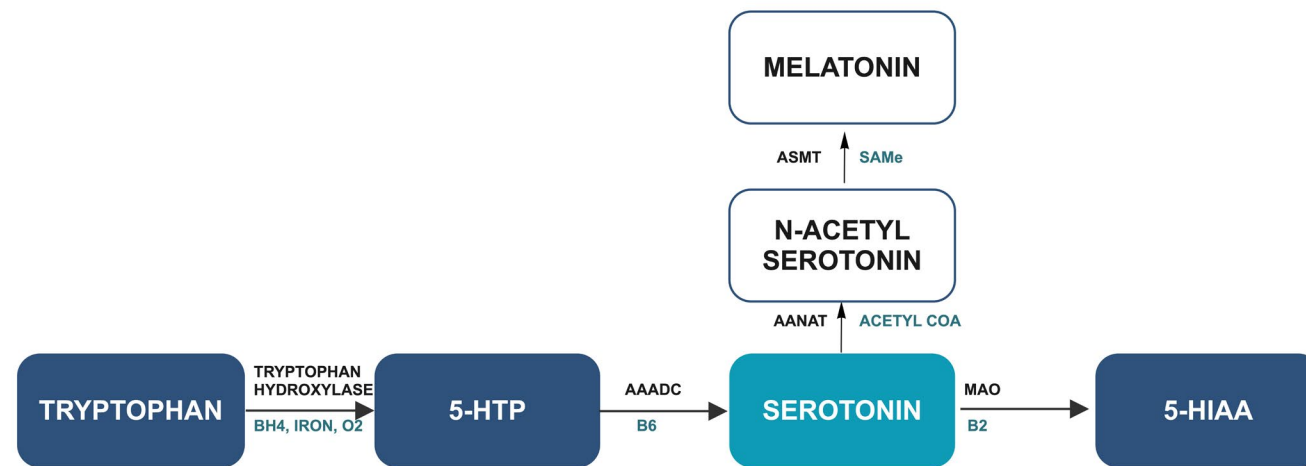 MELATONIN
ASMT SAMe
N-ACETYL
SEROTONIN
AANAT ACETYL COA
TRYPTOPHAN
TRYPTOPHAN
HYDROXYLASE
BH4, IRON, O2
5-HTP
AAADC
B6
SEROTONIN
MAO
B2
5-HIAA